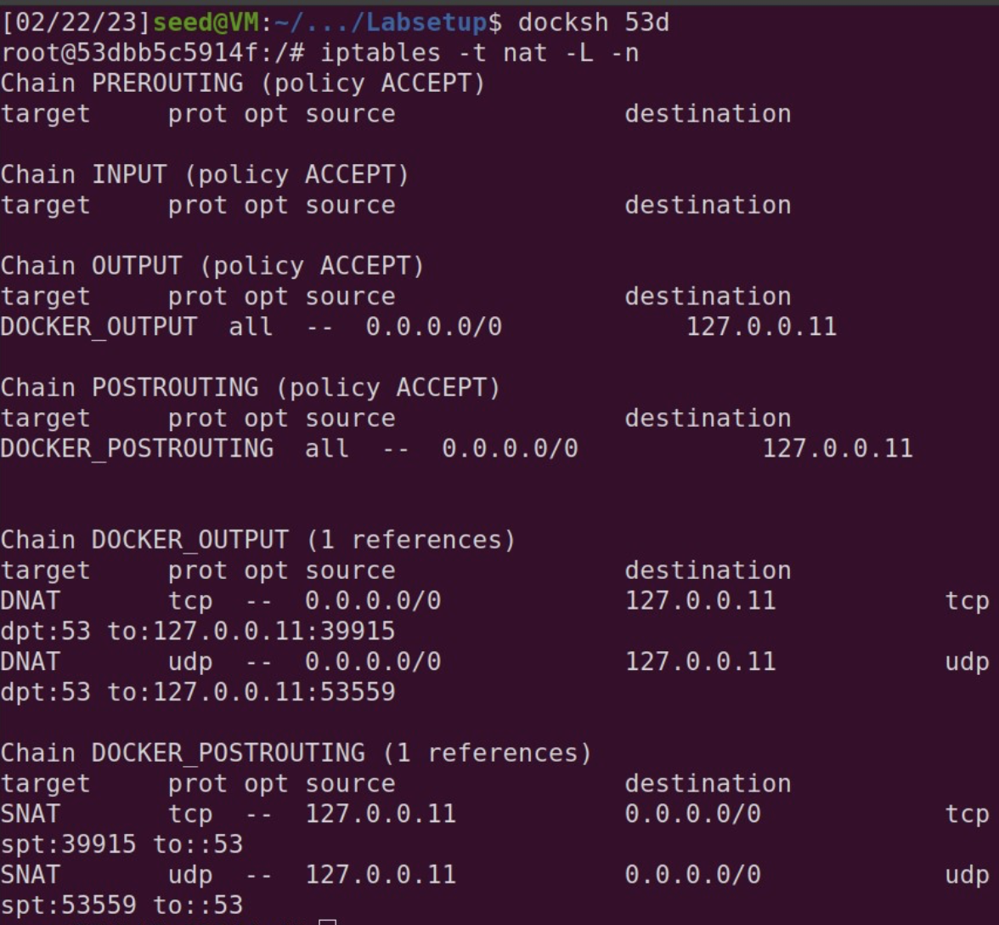 [02/22/23]seed@VM:~/.../Labsetup$ docksh 53d
root@53dbb5c5914f:/# iptables -t nat -L -n
Chain PREROUTING (policy ACCEPT)
target     prot opt source               destination
Chain INPUT (policy ACCEPT)
target     prot opt source               destination
Chain OUTPUT (policy ACCEPT)
target     prot opt source               destination
DOCKER_OUTPUT  all  --  0.0.0.0/0            127.0.0.11
Chain POSTROUTING (policy ACCEPT)
target     prot opt source               destination
DOCKER_POSTROUTING  all  --  0.0.0.0/0            127.0.0.11
Chain DOCKER_OUTPUT (1 references)
target     prot opt source               destination
DNAT       tcp  --  0.0.0.0/0            127.0.0.11           tcp
dpt:53 to:127.0.0.11:39915
DNAT       udp  --  0.0.0.0/0            127.0.0.11           udp
dpt:53 to:127.0.0.11:53559
Chain DOCKER_POSTROUTING (1 references)
target     prot opt source               destination
SNAT       tcp  --  127.0.0.11           0.0.0.0/0            tcp
spt:39915 to::53
SNAT       udp  --  127.0.0.11           0.0.0.0/0            udp
spt:53559 to::53